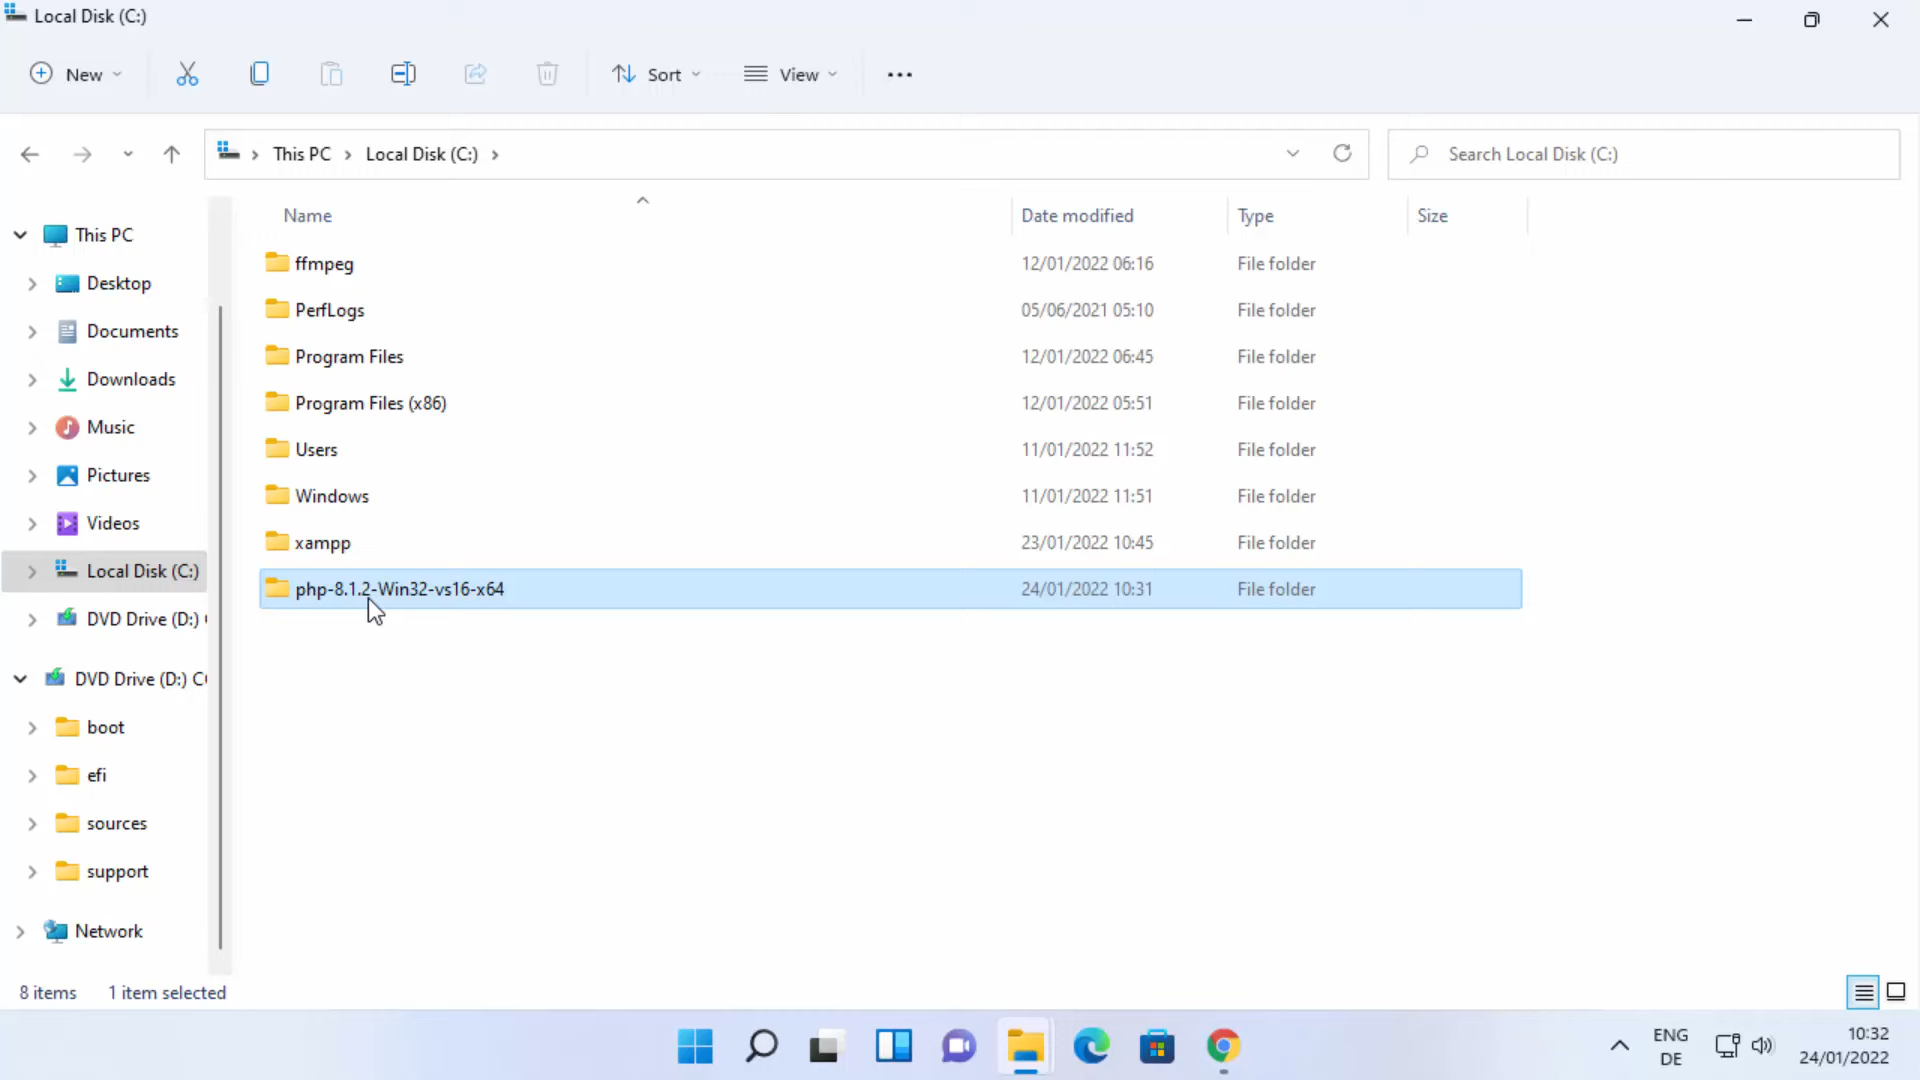 Local Disk (C:)
New
Sort
View
This PC
Local Disk (C:)
Search Local Disk (C:)
Name
Date modified
Type
Size
ffmpeg
12/01/2022 06:16
File folder
PerfLogs
05/06/2021 05:10
File folder
Program Files
12/01/2022 06:45
File folder
Program Files (x86)
12/01/2022 05:51
File folder
Users
11/01/2022 11:52
File folder
Windows
11/01/2022 11:51
File folder
xampp
23/01/2022 10:45
File folder
php-8.1.2-Win32-vs16-x64
24/01/2022 10:31
File folder
This PC
Desktop
Documents
Downloads
Music
Pictures
Videos
Local Disk (C:)
DVD Drive (D:)
DVD Drive (D:)
boot
efi
sources
support
Network
8 items
1 item selected
ENG
DE
10:32
24/01/2022